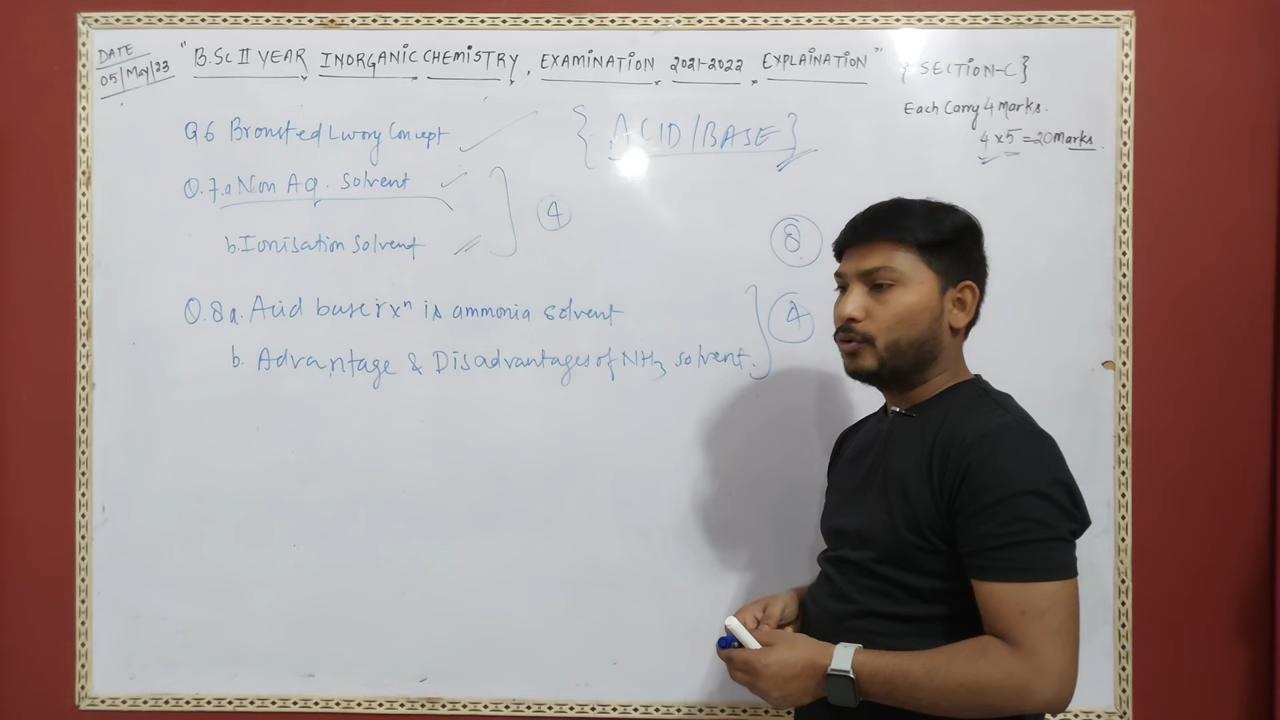 DATE
05/May/23
"B.Sc II YEAR INORGANIC CHEMISTRY, EXAMINATION 2021-2022, EXPLAINATION" { SECTION-C}
Each Carry 4 Marks.
4 x 5 = 20 Marks.
Q6 Bronsted Lwory Concept
{ ACID/BASE }
Q.7.a Non Aq. Solvent
b. Ionisation Solvent
4
8
Q.8 a. Acid base rxⁿ is ammonia solvent
b. Advantage & Disadvantages of NH3 solvent.
4